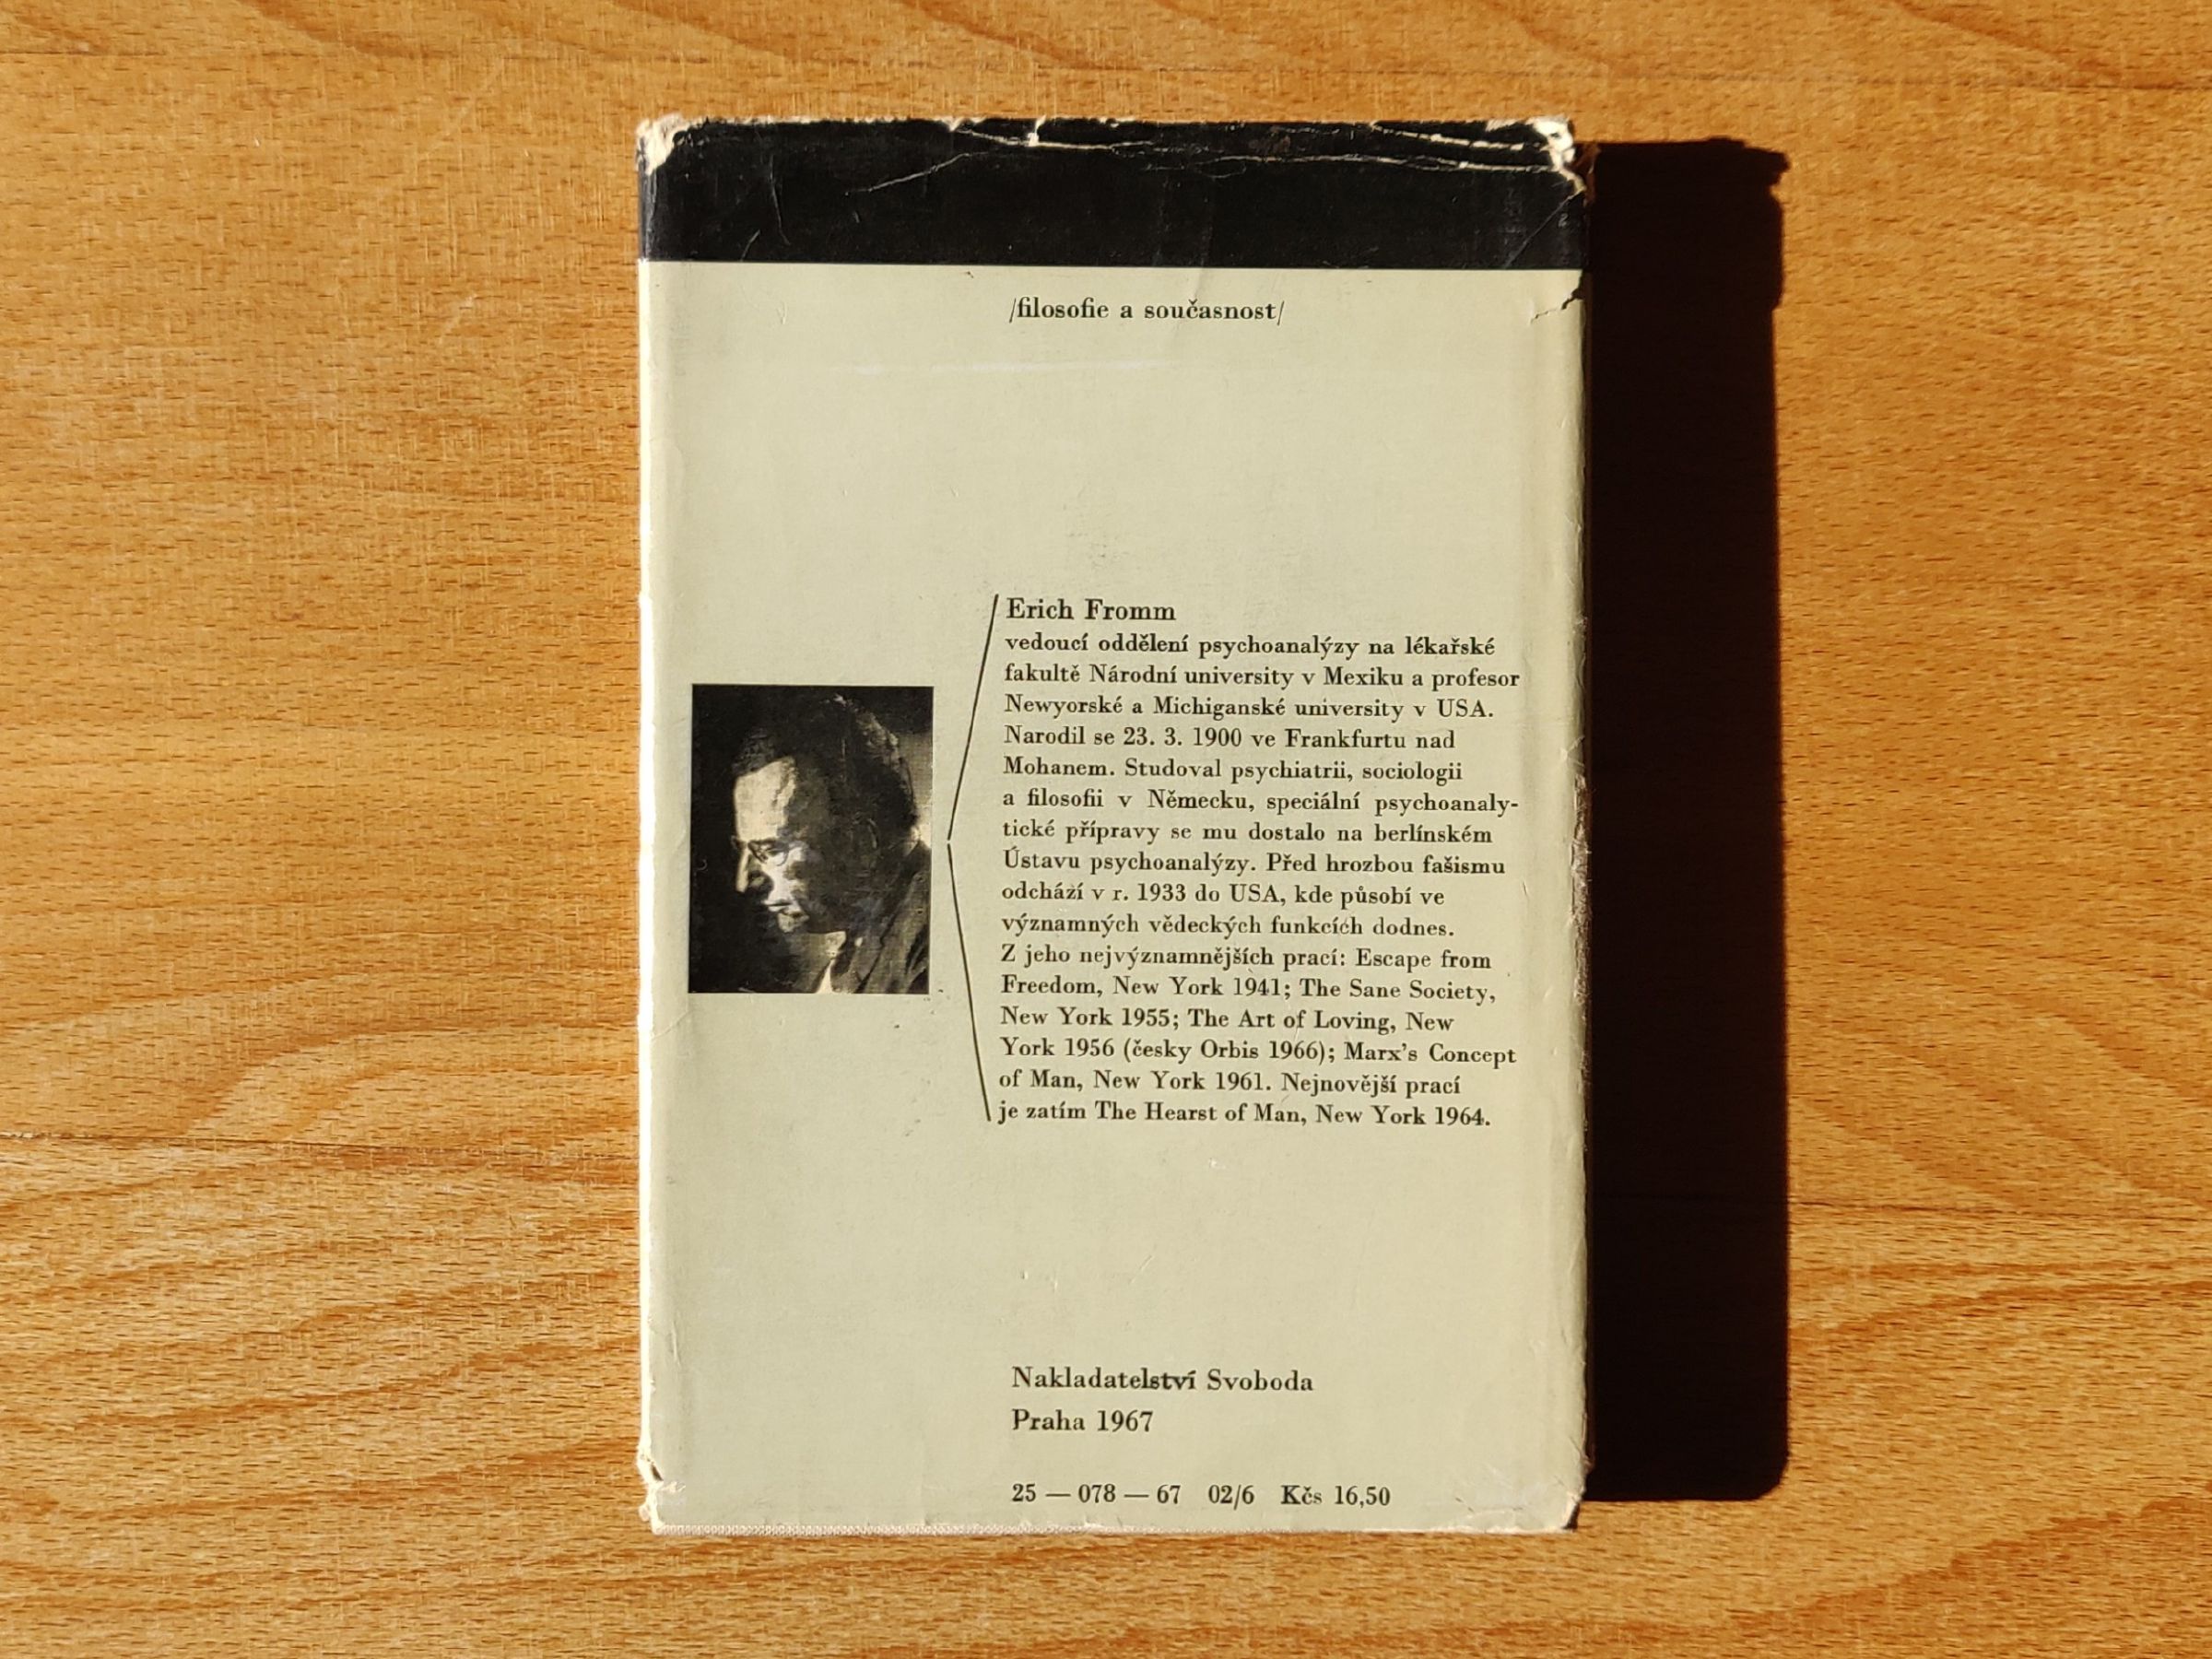 /filosofie a současnost/
Erich Fromm
vedoucí oddělení psychoanalýzy na lékařské
fakultě Národní university v Mexiku a profesor
Newyorské a Michiganské university v USA.
Narodil se 23. 3. 1900 ve Frankfurtu nad
Mohanem. Studoval psychiatrii, sociologii
a filosofii v Německu, speciální psychoanaly-
tické přípravy se mu dostalo na berlínském
Ústavu psychoanalýzy. Před hrozbou fašismu
odchází v r. 1933 do USA, kde působí ve
významných vědeckých funkcích dodnes.
Z jeho nejvýznamnějších prací: Escape from
Freedom, New York 1941; The Sane Society,
New York 1955; The Art of Loving, New
York 1956 (česky Orbis 1966); Marx's Concept
of Man, New York 1961. Nejnovější prací
je zatím The Hearst of Man, New York 1964.
Nakladatelství Svoboda
Praha 1967
25 — 078 — 67 02/6 Kčs 16,50